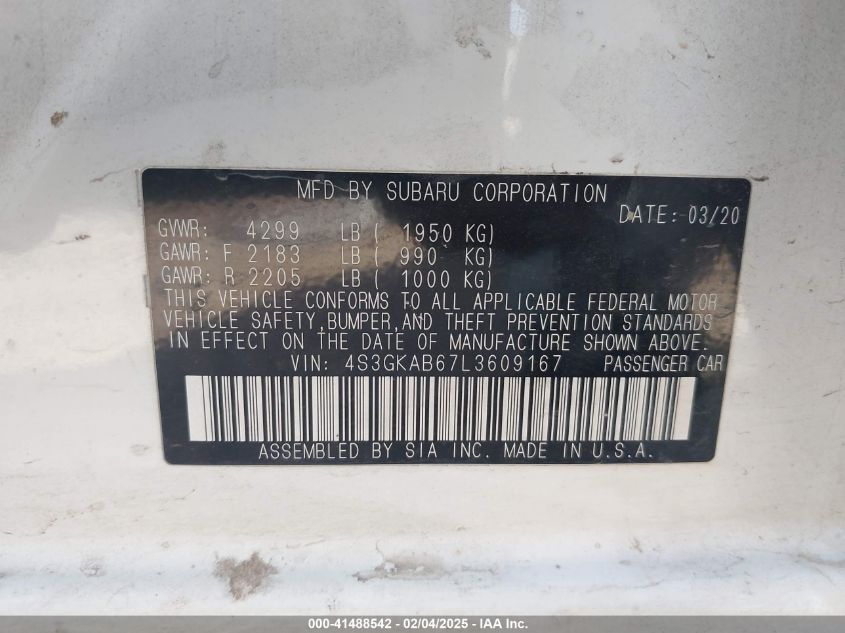 MFD BY SUBARU CORPORATION
DATE: 03/20
GVWR: 4299 LB ( 1950 KG)
GAWR: F 2183 LB ( 990 KG)
GAWR: R 2205 LB ( 1000 KG)
THIS VEHICLE CONFORMS TO ALL APPLICABLE FEDERAL MOTOR
VEHICLE SAFETY,BUMPER,AND THEFT PREVENTION STANDARDS
IN EFFECT ON THE DATE OF MANUFACTURE SHOWN ABOVE.
VIN: 4S3GKAB67L3609167 PASSENGER CAR
ASSEMBLED BY SIA INC. MADE IN U.S.A.
000-41488542 - 02/04/2025 - IAA Inc.